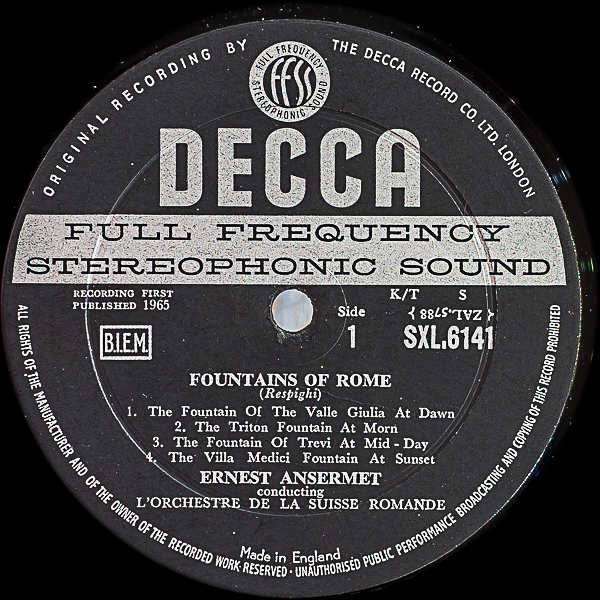 ORIGINAL RECORDING BY
THE DECCA RECORD CO. LTD. LONDON
FULL FREQUENCY
FFSS
STEREOPHONIC SOUND
DECCA
FULL FREQUENCY
STEREOPHONIC SOUND
RECORDING FIRST
PUBLISHED 1965
B.I.E.M.
Side
1
K/T S
{ ZAL.5788 }
SXL.6141
FOUNTAINS OF ROME
(Respighi)
1. The Fountain Of The Valle Giulia At Dawn
2. The Triton Fountain At Morn
3. The Fountain Of Trevi At Mid-Day
4. The Villa Medici Fountain At Sunset
ERNEST ANSERMET
conducting
L'ORCHESTRE DE LA SUISSE ROMANDE
Made in England
ALL RIGHTS OF THE MANUFACTURER AND OF THE OWNER OF THE RECORDED WORK RESERVED · UNAUTHORISED PUBLIC PERFORMANCE BROADCASTING AND COPYING OF THIS RECORD PROHIBITED